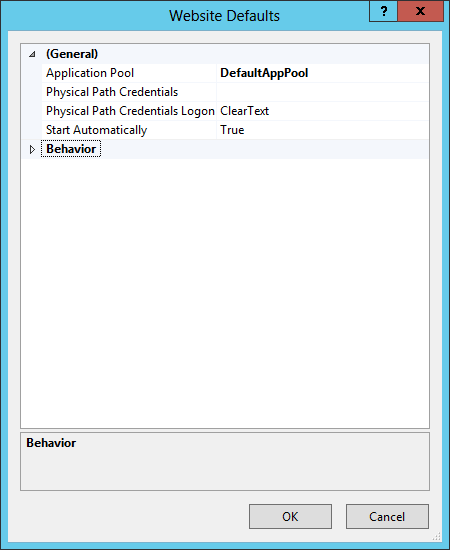 Website Defaults
?
x
(General)
Application Pool DefaultAppPool
Physical Path Credentials
Physical Path Credentials Logon ClearText
Start Automatically True
Behavior
Behavior
OK Cancel